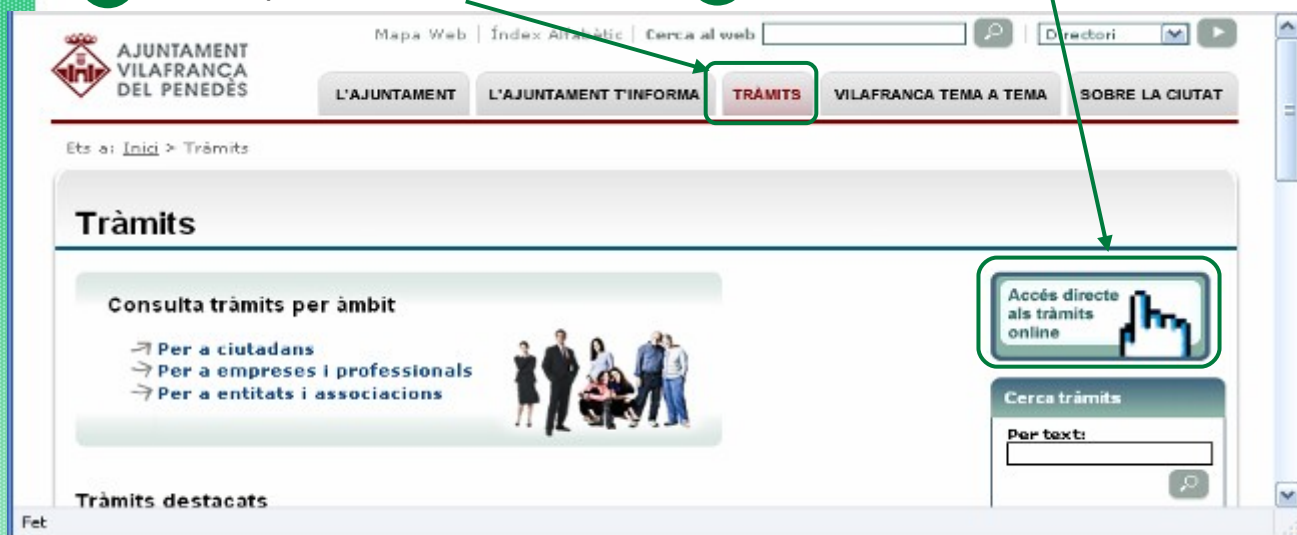 Mapa Web | Índex Alfabètic | Cerca al web
Directori
AJUNTAMENT
VILAFRANCA
DEL PENEDÈS
L'AJUNTAMENT
L'AJUNTAMENT T'INFORMA
TRÀMITS
VILAFRANCA TEMA A TEMA
SOBRE LA CIUTAT
Ets a: Inici > Tràmits
Tràmits
Consulta tràmits per àmbit
Per a ciutadans
Per a empreses i professionals
Per a entitats i associacions
Accés directe
als tràmits
online
Cerca tràmits
Per text:
Tràmits destacats
Fet